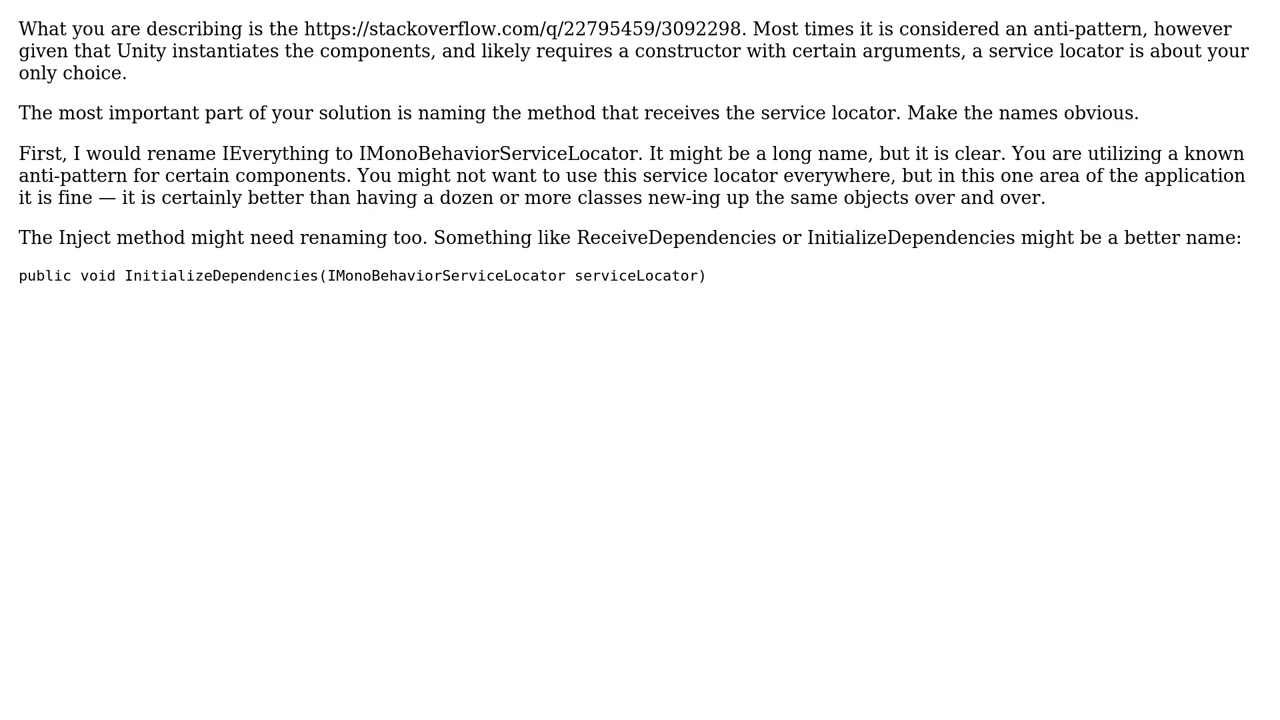 What you are describing is the https://stackoverflow.com/q/22795459/3092298. Most times it is considered an anti-pattern, however
given that Unity instantiates the components, and likely requires a constructor with certain arguments, a service locator is about your
only choice.
The most important part of your solution is naming the method that receives the service locator. Make the names obvious.
First, I would rename IEverything to IMonoBehaviorServiceLocator. It might be a long name, but it is clear. You are utilizing a known
anti-pattern for certain components. You might not want to use this service locator everywhere, but in this one area of the application
it is fine — it is certainly better than having a dozen or more classes new-ing up the same objects over and over.
The Inject method might need renaming too. Something like ReceiveDependencies or InitializeDependencies might be a better name:
public void InitializeDependencies(IMonoBehaviorServiceLocator serviceLocator)